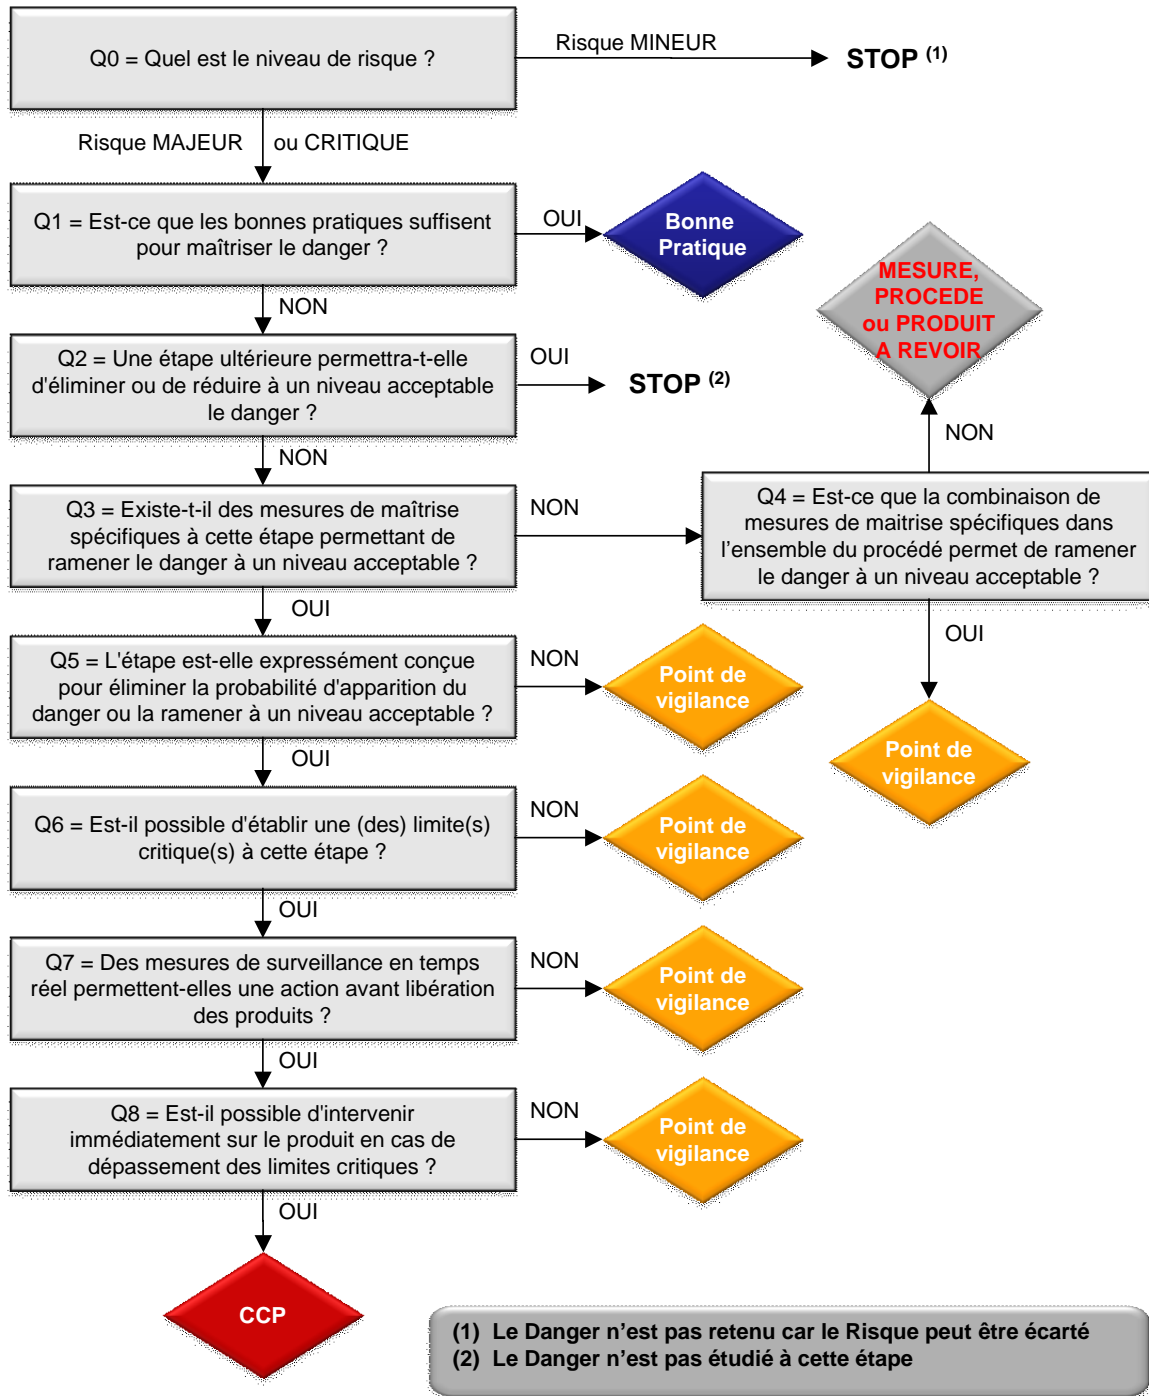 Q0 = Quel est le niveau de risque ?
Risque MINEUR
STOP (1)
Risque MAJEUR
ou CRITIQUE
Q1 = Est-ce que les bonnes pratiques suffisent
pour maîtriser le danger ?
OUI
Bonne
Pratique
MESURE,
PROCEDE
ou PRODUIT
A REVOIR
NON
Q2 = Une étape ultérieure permettra-t-elle
d'éliminer ou de réduire à un niveau acceptable
le danger ?
OUI
STOP (2)
NON
NON
Q3 = Existe-t-il des mesures de maîtrise
spécifiques à cette étape permettant de
ramener le danger à un niveau acceptable ?
NON
Q4 = Est-ce que la combinaison de
mesures de maitrise spécifiques dans
l’ensemble du procédé permet de ramener
le danger à un niveau acceptable ?
OUI
OUI
Q5 = L'étape est-elle expressément conçue
pour éliminer la probabilité d'apparition du
danger ou la ramener à un niveau acceptable ?
NON
Point de
vigilance
Point de
vigilance
OUI
Q6 = Est-il possible d'établir une (des) limite(s)
critique(s) à cette étape ?
NON
Point de
vigilance
OUI
Q7 = Des mesures de surveillance en temps
réel permettent-elles une action avant libération
des produits ?
NON
Point de
vigilance
OUI
Q8 = Est-il possible d'intervenir
immédiatement sur le produit en cas de
dépassement des limites critiques ?
NON
Point de
vigilance
OUI
CCP
(1) Le Danger n’est pas retenu car le Risque peut être écarté
(2) Le Danger n’est pas étudié à cette étape